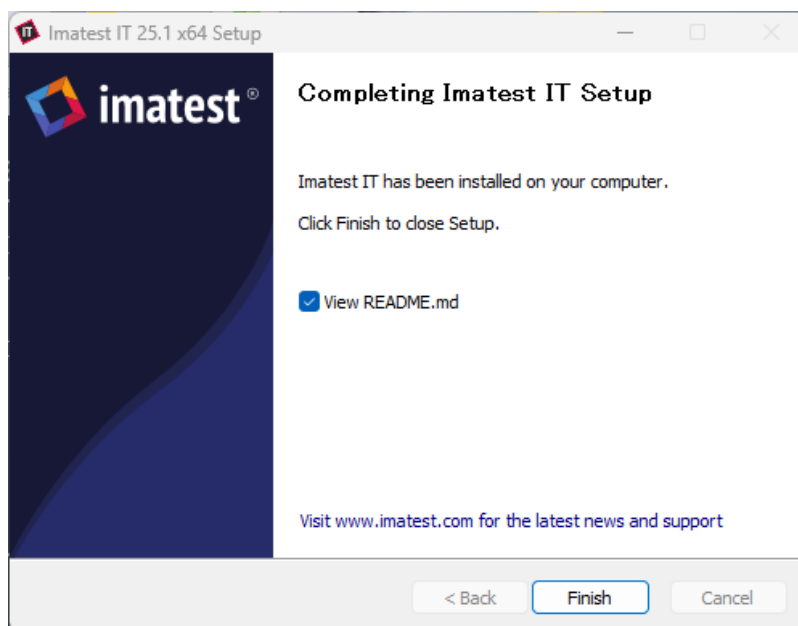 Imatest IT 25.1 x64 Setup
imatest®
Completing Imatest IT Setup
Imatest IT has been installed on your computer.
Click Finish to close Setup.
View README.md
Visit www.imatest.com for the latest news and support
< Back Finish Cancel